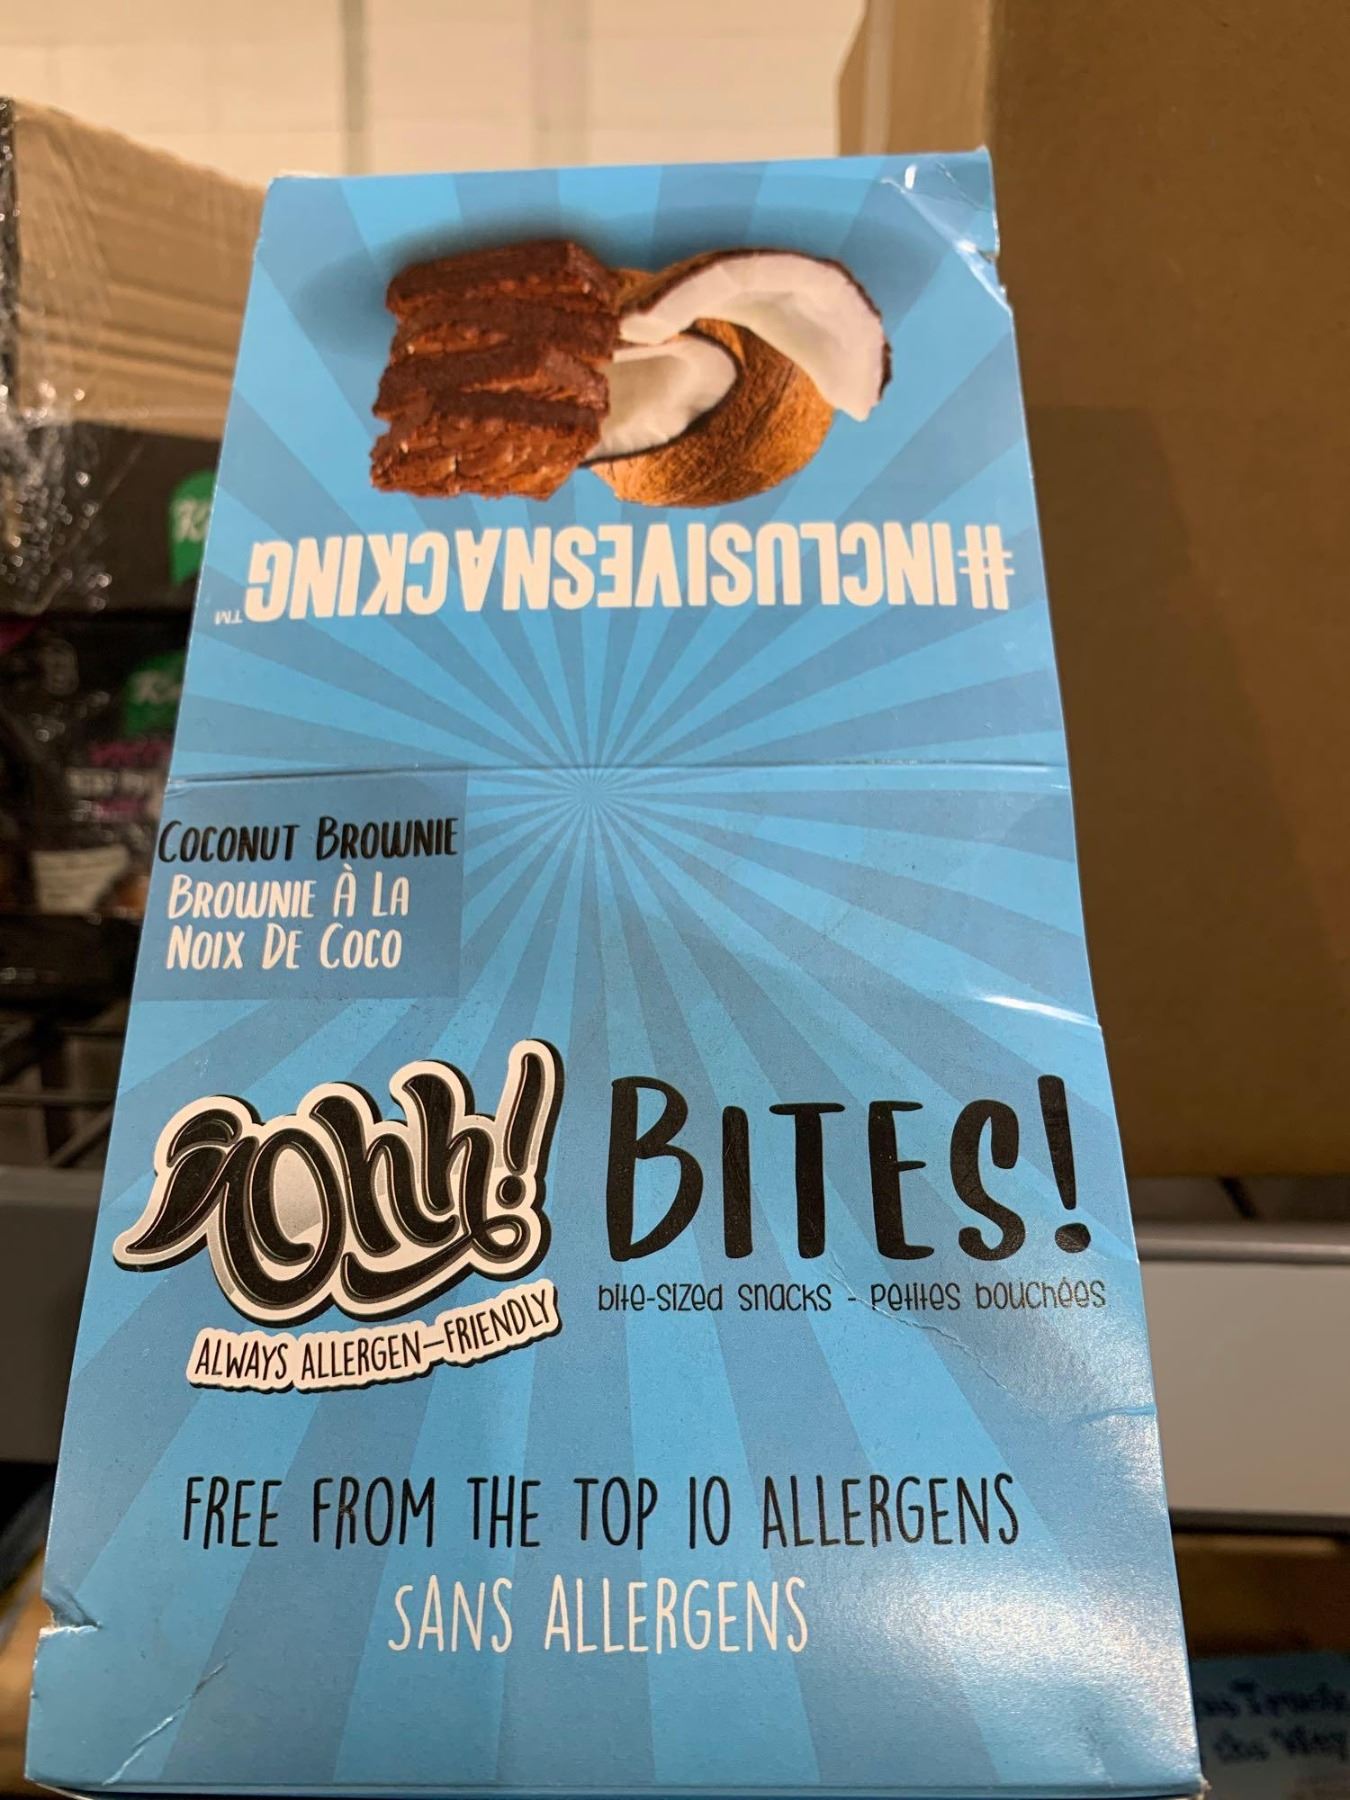 #INCLUSIVESNACKING™
COCONUT BROWNIE
BROWNIE À LA
NOIX DE COCO
Ohh!
BITES!
bite-sized snacks - petites bouchées
ALWAYS ALLERGEN-FRIENDLY
FREE FROM THE TOP 10 ALLERGENS
SANS ALLERGENS